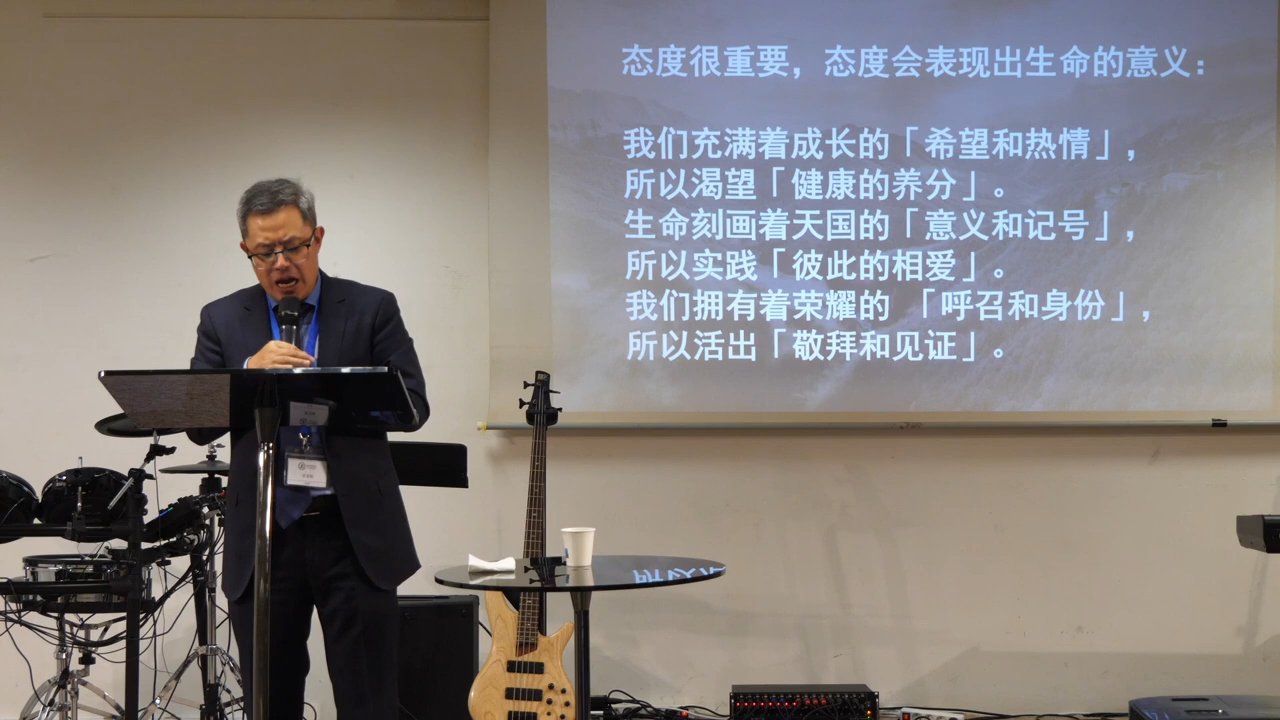 态度很重要，态度会表现出生命的意义：
我们充满着成长的「希望和热情」，
所以渴望「健康的养分」。
生命刻画着天国的「意义和记号」，
所以实践「彼此的相爱」。
我们拥有着荣耀的 「呼召和身份」，
所以活出「敬拜和见证」。